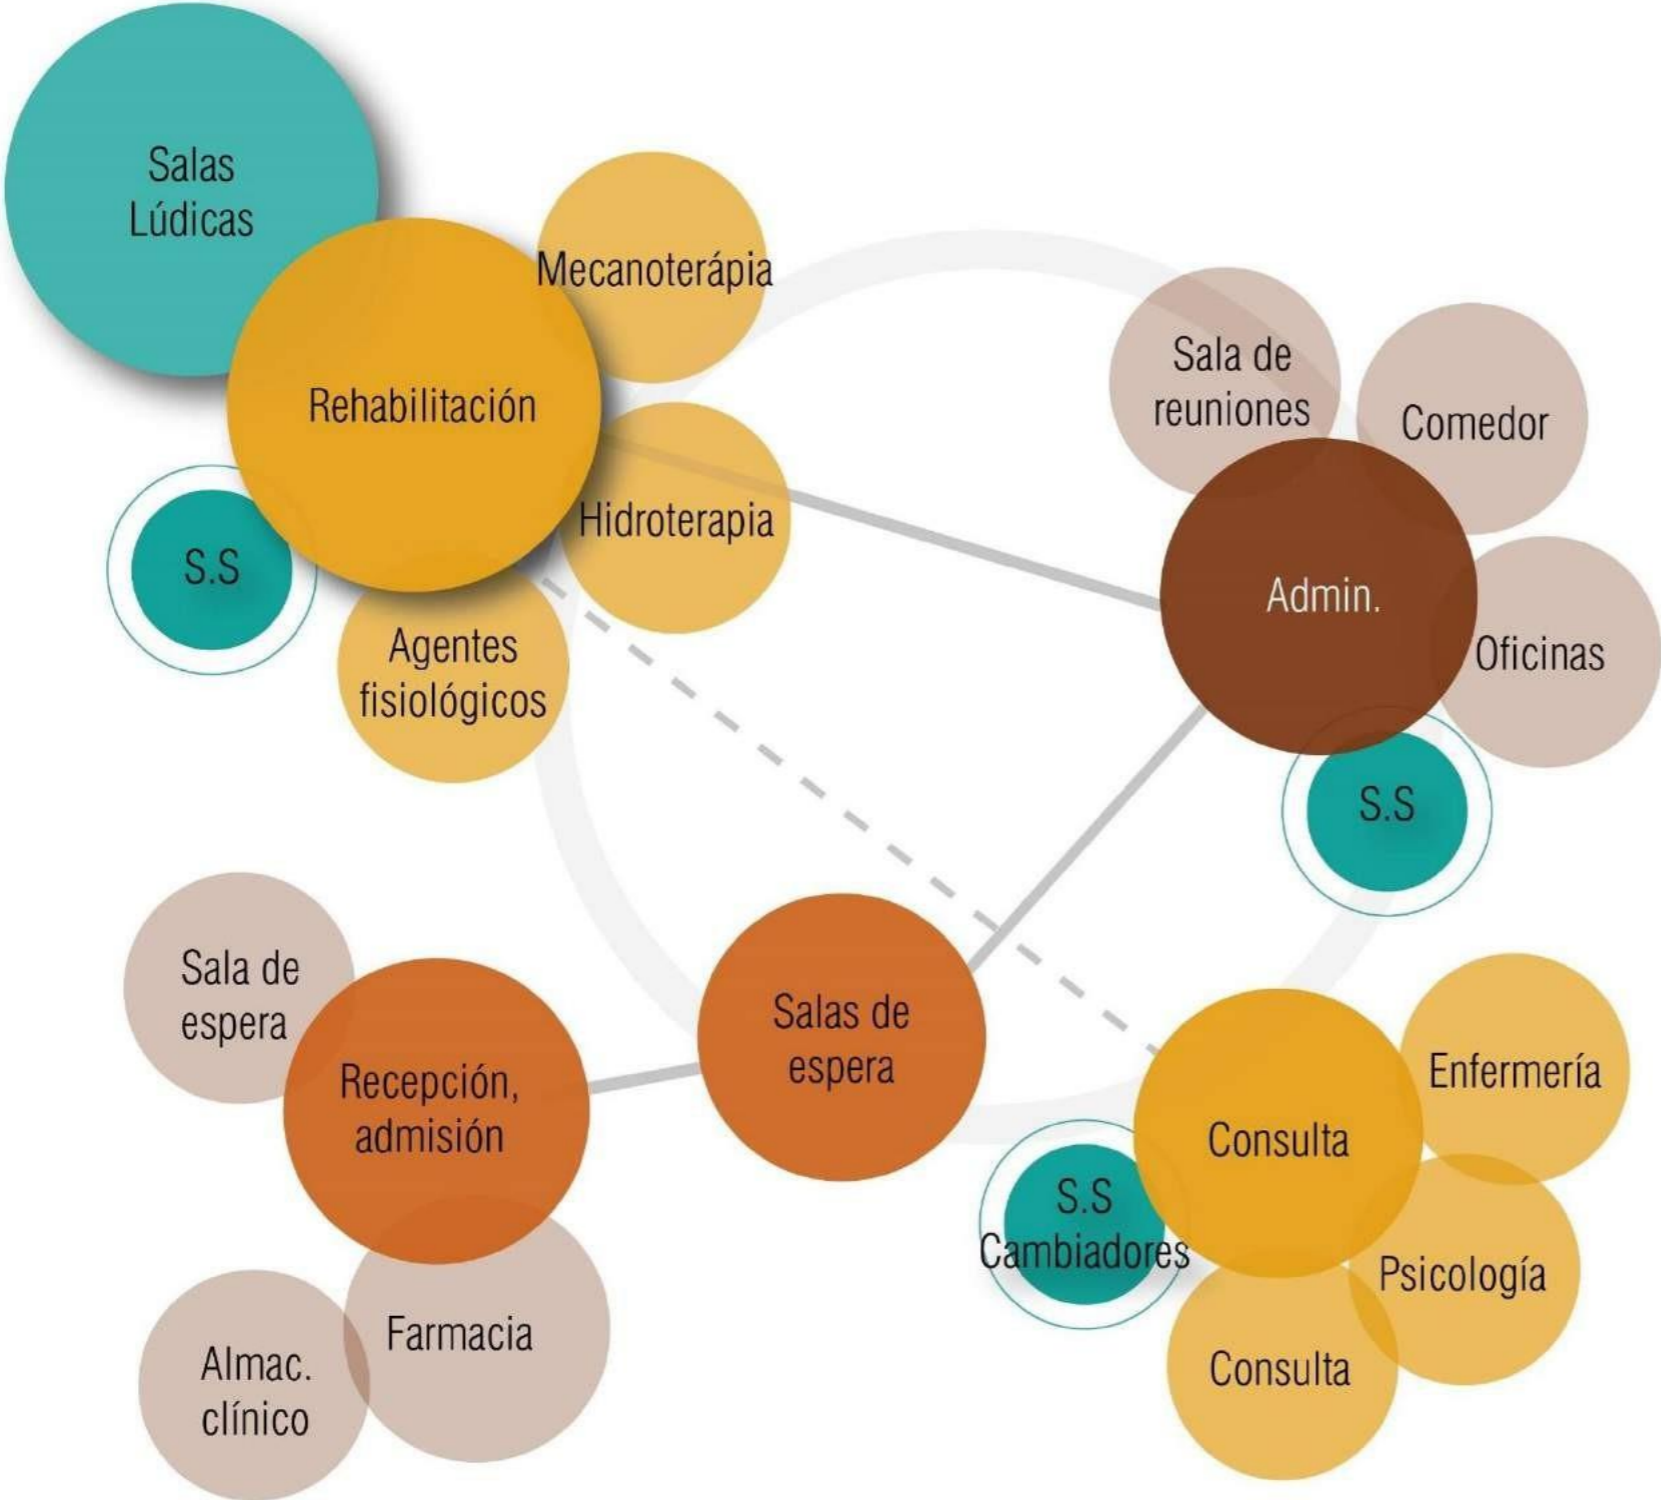 Salas
Lúdicas
Mecanoterápia
Rehabilitación
Hidroterapia
S.S
Agentes
fisiológicos
Sala de
reuniones
Comedor
Admin.
Oficinas
S.S
Sala de
espera
Recepción,
admisión
Salas de
espera
Farmacia
Almac.
clínico
Enfermería
Consulta
S.S
Cambiadores
Psicología
Consulta